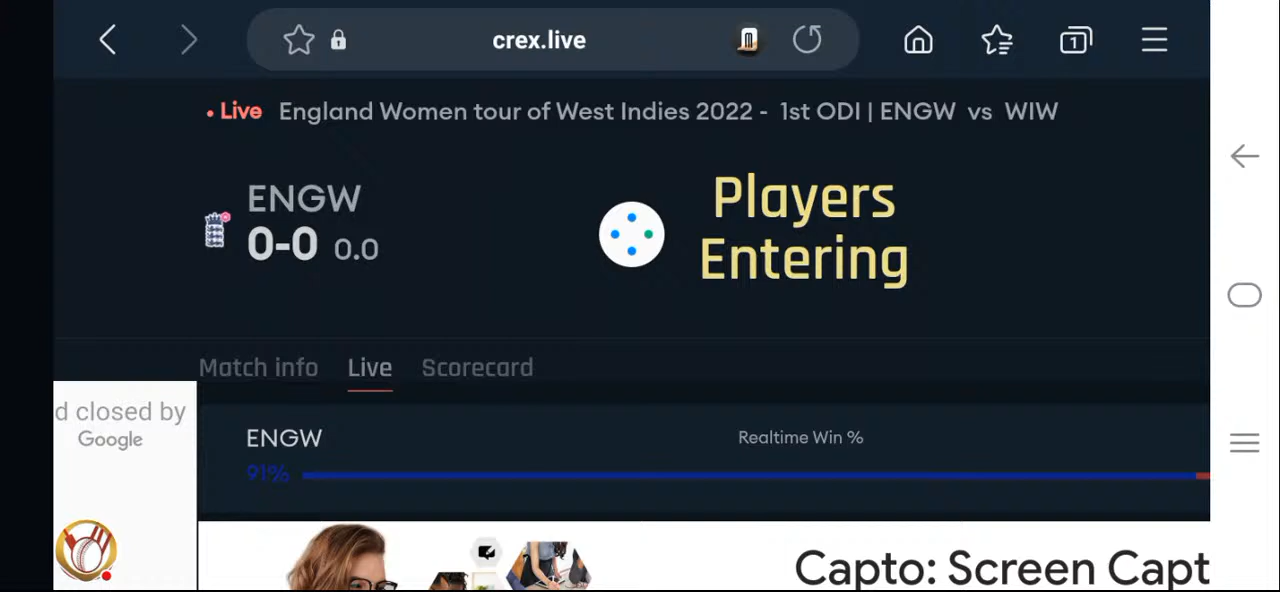 crex.live
1
• Live England Women tour of West Indies 2022 - 1st ODI | ENGW vs WIW
ENGW
0-0 0.0
Players
Entering
Match info Live Scorecard
d closed by
Google
ENGW
Realtime Win %
91%
Capto: Screen Capt